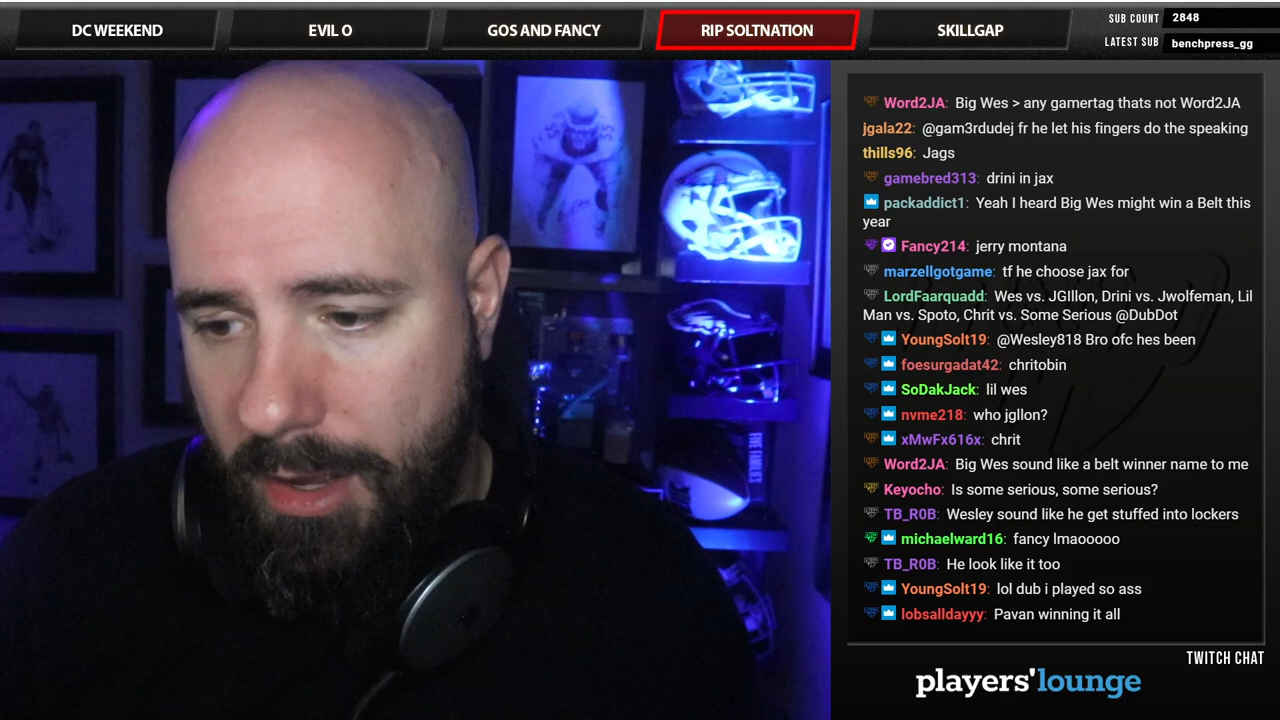 DC WEEKEND
EVIL O
GOS AND FANCY
RIP SOLTNATION
SKILLGAP
SUB COUNT 2848
LATEST SUB benchpress_gg
Word2JA: Big Wes > any gamertag thats not Word2JA
jgala22: @gam3rdudej fr he let his fingers do the speaking
thills96: Jags
gamebred313: drini in jax
packaddict1: Yeah I heard Big Wes might win a Belt this
year
Fancy214: jerry montana
marzellgotgame: tf he choose jax for
LordFaarquadd: Wes vs. JGIllon, Drini vs. Jwolfeman, Lil
Man vs. Spoto, Chrit vs. Some Serious @DubDot
YoungSolt19: @Wesley818 Bro ofc hes been
foesurgadat42: chritobin
SoDakJack: lil wes
nvme218: who jgllon?
xMwFx616x: chrit
Word2JA: Big Wes sound like a belt winner name to me
Keyocho: Is some serious, some serious?
TB_R0B: Wesley sound like he get stuffed into lockers
michaelward16: fancy lmaooooo
TB_R0B: He look like it too
YoungSolt19: lol dub i played so ass
lobsalldayyy: Pavan winning it all
TWITCH CHAT
players'lounge
FIVE FAMILIES